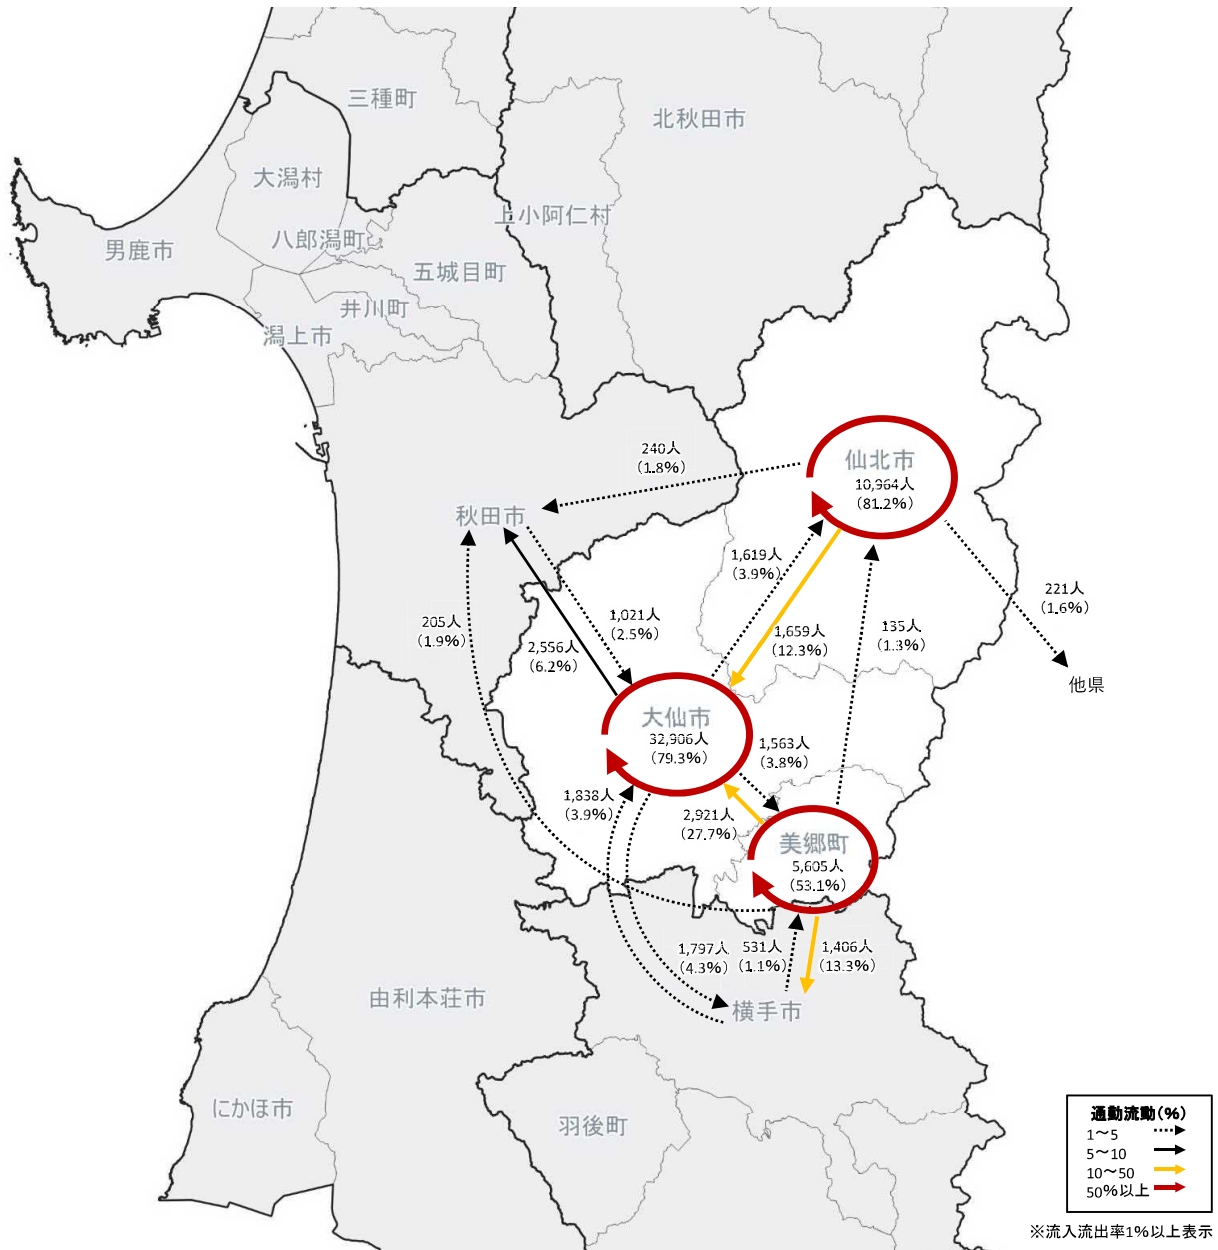 三種町
北秋田市
大潟村
上小阿仁村
男鹿市
八郎潟町
五城目町
井川町
潟上市
240人
(1.8%)
仙北市
10,964人
(81.2%)
秋田市
1,619人
(3.9%)
221人
(1.6%)
205人
(1.9%)
1,021人
(2.5%)
1,659人
(12.3%)
135人
(1.3%)
2,556人
(6.2%)
他県
大仙市
32,906人
(79.3%)
1,563人
(3.8%)
1,838人
(3.9%)
2,921人
(27.7%)
美郷町
5,605人
(53.1%)
1,797人
(4.3%)
531人
(1.1%)
1,406人
(13.3%)
由利本荘市
横手市
にかほ市
羽後町
通勤流動(%)
1～5
5～10
10～50
50%以上
※流入流出率1%以上表示